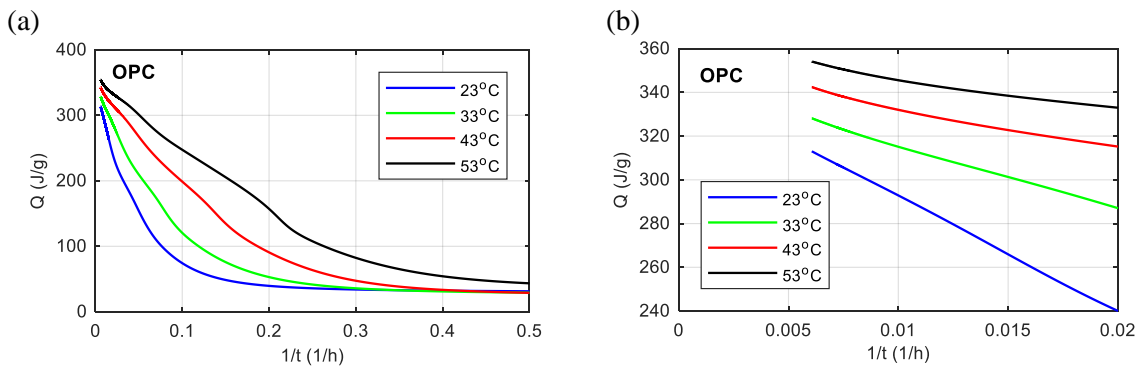 (a)
400
300
200
100
0
Q (J/g)
OPC
23°C
33°C
43°C
53°C
0 0.1 0.2 0.3 0.4 0.5
1/t (1/h)
(b)
360
340
320
300
280
260
240
Q (J/g)
OPC
23°C
33°C
43°C
53°C
0 0.005 0.01 0.015 0.02
1/t (1/h)